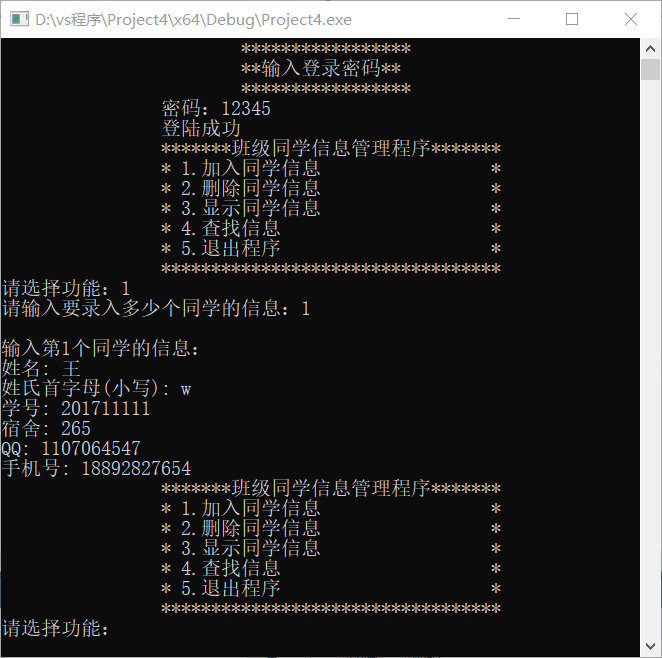 D:\vs程序\Project4\x64\Debug\Project4.exe
*****************
**输入登录密码**
*****************
密码：12345
登陆成功
*******班级同学信息管理程序*******
* 1.加入同学信息                 *
* 2.删除同学信息                 *
* 3.显示同学信息                 *
* 4.查找信息                     *
* 5.退出程序                     *
**********************************
请选择功能：1
请输入要录入多少个同学的信息：1
输入第1个同学的信息：
姓名：王
姓氏首字母(小写)：w
学号：201711111
宿舍：265
QQ：1107064547
手机号：18892827654
*******班级同学信息管理程序*******
* 1.加入同学信息                 *
* 2.删除同学信息                 *
* 3.显示同学信息                 *
* 4.查找信息                     *
* 5.退出程序                     *
**********************************
请选择功能：